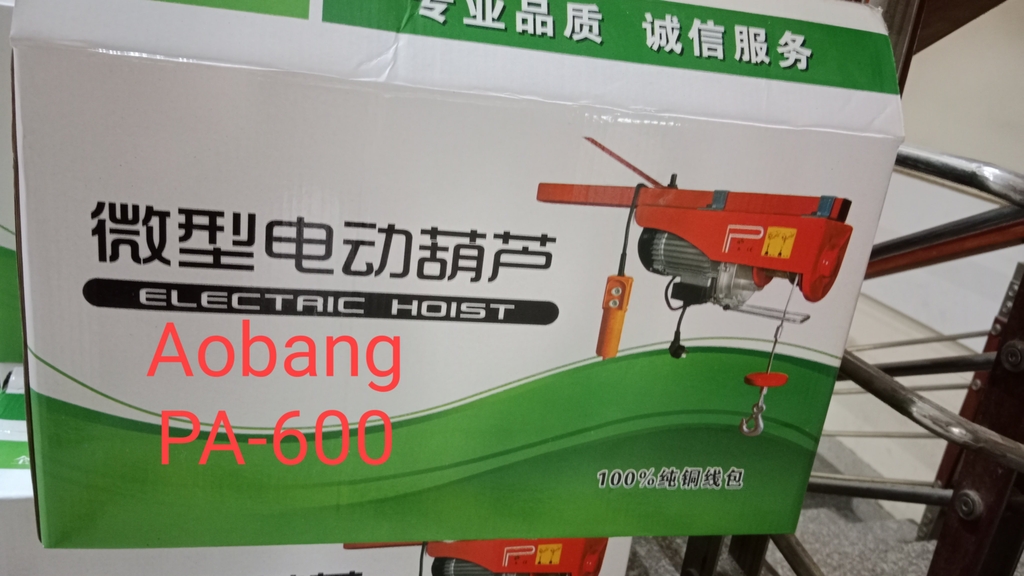 专业品质 诚信服务
微型电动葫芦
ELECTRIC HOIST
Aobang
PA-600
100%纯铜线包